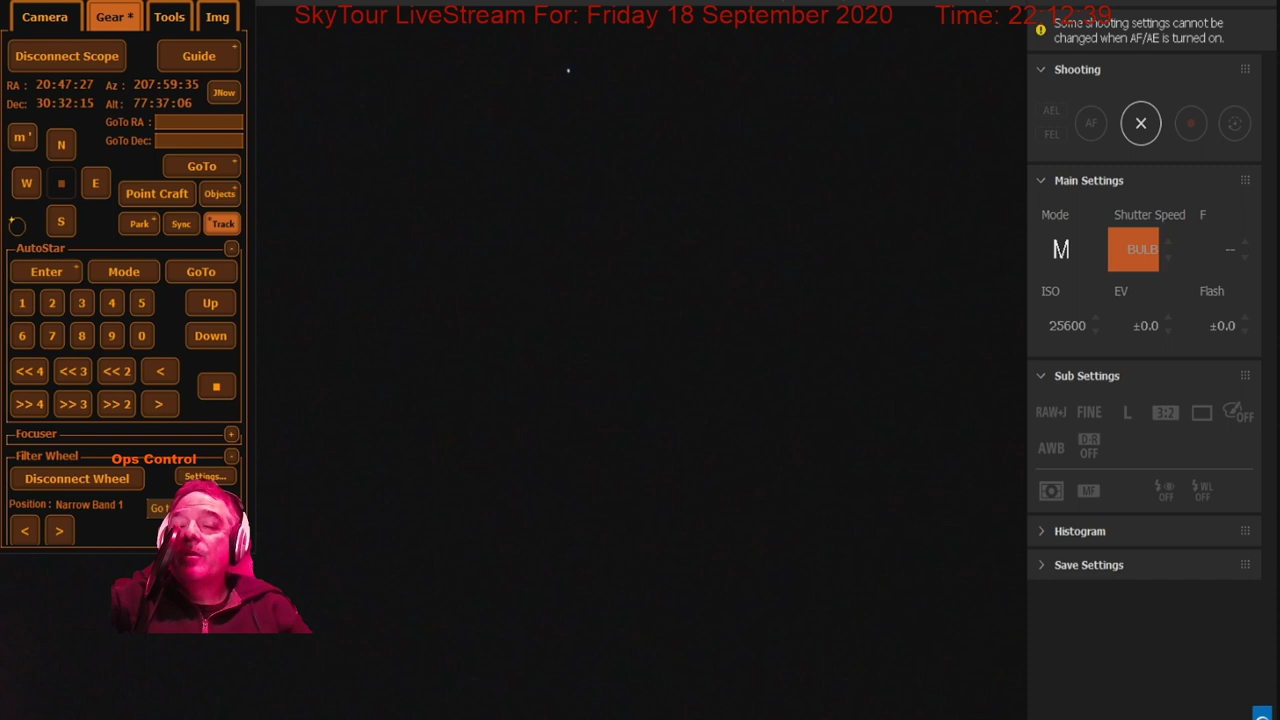 SkyTour LiveStream For: Friday 18 September 2020 Time: 22:12:39
Camera Gear * Tools Img
Disconnect Scope Guide
RA : 20:47:27 Az : 207:59:35
JNow
Dec: 30:32:15 Alt : 77:37:06
GoTo RA :
GoTo Dec:
m ' N
GoTo
W E Point Craft Objects
S Park Sync Track
AutoStar
Enter Mode GoTo
1 2 3 4 5 Up
6 7 8 9 0 Down
<< 4 << 3 << 2 <
>> 4 >> 3 >> 2 >
Focuser
Filter Wheel Ops Control
Disconnect Wheel Settings...
Position : Narrow Band 1 Go
< >
Some shooting settings cannot be
changed when AF/AE is turned on.
Shooting
AEL
FEL
AF
Main Settings
Mode Shutter Speed F
M BULB --
ISO EV Flash
25600 ±0.0 ±0.0
Sub Settings
RAW+J FINE L 3:2 OFF
AWB D-R OFF
MF OFF WL OFF
Histogram
Save Settings